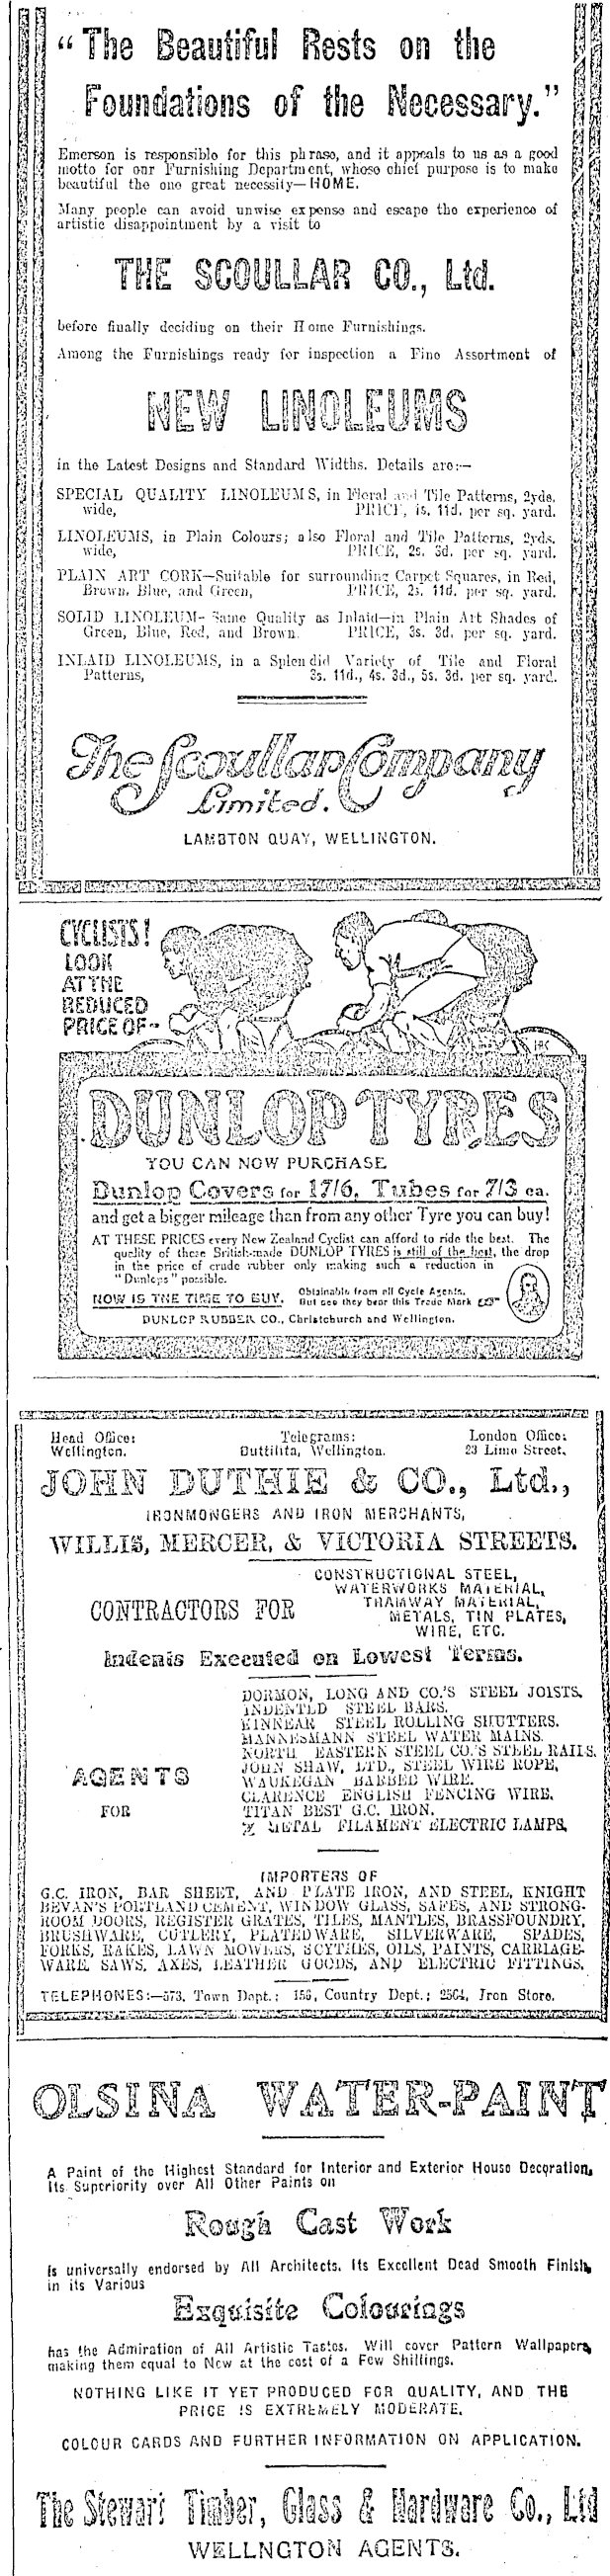 “The Beautiful Rests on the
Foundations of the Necessary.”
Emerson is responsible for this phrase, and it appeals to us as a good
motto for our Furnishing Department, whose chief purpose is to make
beautiful the one great necessity—HOME.
Many people can avoid unwise expense and escape the experience of
artistic disappointment by a visit to
THE SCOULLAR CO., Ltd.
before finally deciding on their Home Furnishings.
Among the Furnishings ready for inspection a Fine Assortment of
NEW LINOLEUMS
in the Latest Designs and Standard Widths. Details are:—
SPECIAL QUALITY LINOLEUMS, in Floral and Tile Patterns, 2yds.
wide, PRICE, 1s. 11d. per sq. yard.
LINOLEUMS, in Plain Colours; also Floral and Tile Patterns, 2yds.
wide, PRICE, 2s. 3d. per sq. yard.
PLAIN ART CORK—Suitable for surrounding Carpet Squares, in Red,
Brown, Blue, and Green, PRICE, 2s. 11d. per sq. yard.
SOLID LINOLEUM—Same Quality as Inlaid—in Plain Art Shades of
Green, Blue, Red, and Brown. PRICE, 3s. 3d. per sq. yard.
INLAID LINOLEUMS, in a Splendid Variety of Tile and Floral
Patterns, 3s. 11d., 4s. 3d., 5s. 3d. per sq. yard.
The Scoullar Company
Limited.
LAMBTON QUAY, WELLINGTON.
CYCLISTS!
LOOK
AT THE
REDUCED
PRICE OF—
DUNLOP TYRES
YOU CAN NOW PURCHASE
Dunlop Covers for 17/6, Tubes for 7/3 ea.
and get a bigger mileage than from any other Tyre you can buy!
AT THESE PRICES every New Zealand Cyclist can afford to ride the best. The
quality of these British-made DUNLOP TYRES is still of the best, the drop
in the price of crude rubber only making such a reduction in
"Dunlops" possible.
NOW IS THE TIME TO BUY. Obtainable from all Cycle Agents.
But see they bear this Trade Mark
DUNLOP RUBBER CO., Christchurch and Wellington.
Head Office: Telegrams: London Office:
Wellington. Duttilita, Wellington. 23 Lime Street.
JOHN DUTHIE & CO., Ltd.,
IRONMONGERS AND IRON MERCHANTS,
WILLIS, MERCER, & VICTORIA STREETS.
CONTRACTORS FOR
CONSTRUCTIONAL STEEL,
WATERWORKS MATERIAL,
TRAMWAY MATERIAL,
METALS, TIN PLATES,
WIRE, ETC.
Indents Executed on Lowest Terms.
AGENTS
FOR
DORMON, LONG AND CO.'S STEEL JOISTS.
INDENTED STEEL BARS.
KINNEAR STEEL ROLLING SHUTTERS.
MANNESMANN STEEL WATER MAINS.
NORTH EASTERN STEEL CO.'S STEEL RAILS.
JOHN SHAW, LTD., STEEL WIRE ROPE,
WAUKEGAN BARBED WIRE.
CLARENCE ENGLISH FENCING WIRE.
TITAN BEST G.C. IRON.
Z METAL FILAMENT ELECTRIC LAMPS.
IMPORTERS OF
G.C. IRON, BAR SHEET, AND PLATE IRON, AND STEEL, KNIGHT
BEVAN'S PORTLAND CEMENT, WINDOW GLASS, SAFES, AND STRONG-
ROOM DOORS, REGISTER GRATES, TILES, MANTLES, BRASSFOUNDRY,
BRUSHWARE, CUTLERY, PLATEDWARE, SILVERWARE, SPADES,
FORKS, RAKES, LAWN MOWERS, SCYTHES, OILS, PAINTS, CARRIAGE-
WARE, SAWS, AXES, LEATHER GOODS, AND ELECTRIC FITTINGS.
TELEPHONES:—573, Town Dept.; 156, Country Dept.; 2564, Iron Store.
OLSINA WATER-PAINT
A Paint of the Highest Standard for Interior and Exterior House Decoration,
Its Superiority over All Other Paints on
Rough Cast Work
Is universally endorsed by All Architects. Its Excellent Dead Smooth Finish,
in its Various
Exquisite Colourings
has the Admiration of All Artistic Tastes. Will cover Pattern Wallpapers,
making them equal to New at the cost of a Few Shillings.
NOTHING LIKE IT YET PRODUCED FOR QUALITY, AND THE
PRICE IS EXTREMELY MODERATE.
COLOUR CARDS AND FURTHER INFORMATION ON APPLICATION.
The Stewart Timber, Glass & Hardware Co., Ltd
WELLNGTON AGENTS.